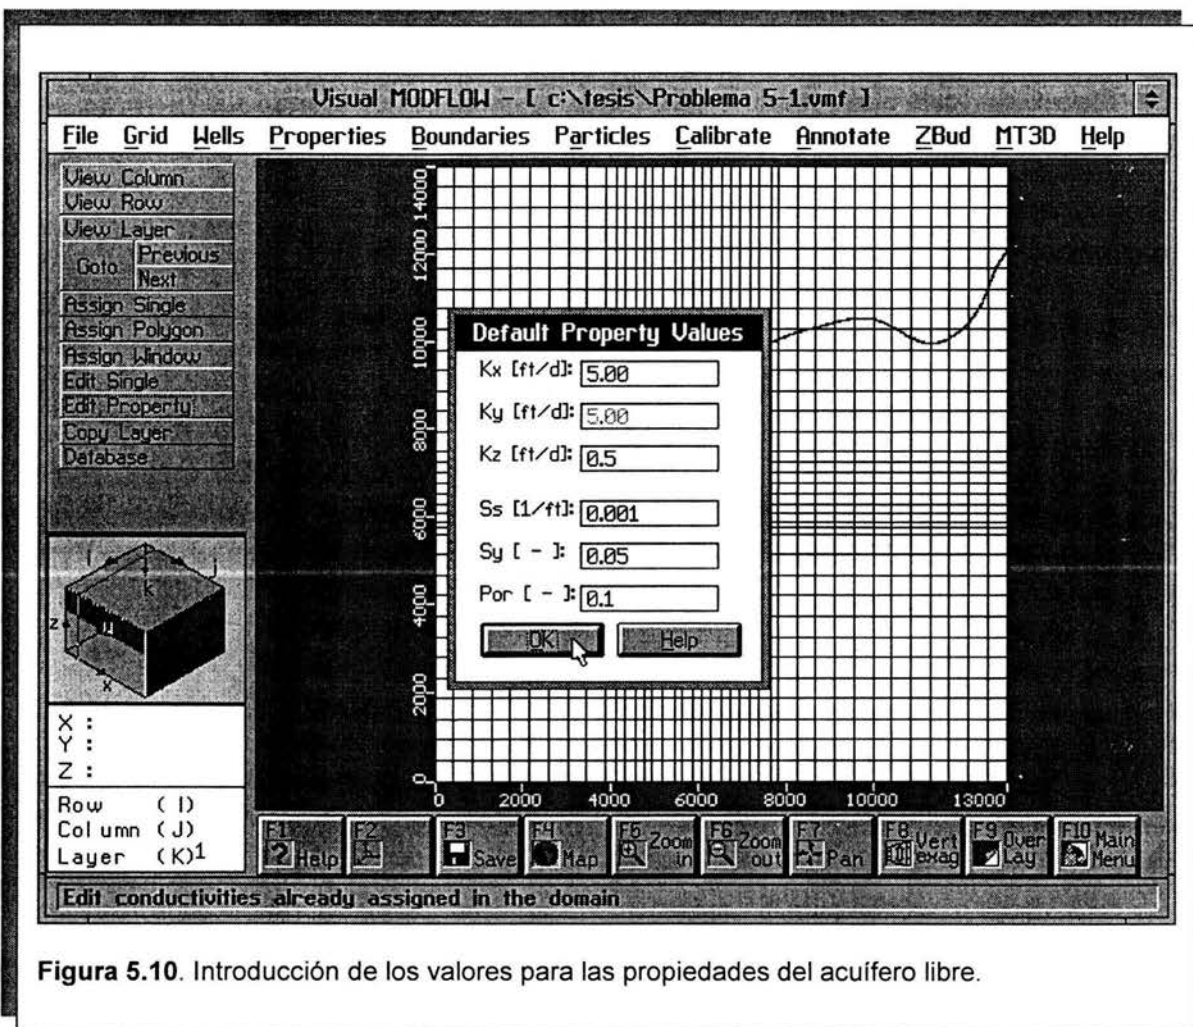 Visual MODFLOW - [ c:\tesis\Problema 5-1.vmf ]
File Grid Wells Properties Boundaries Particles Calibrate Annotate ZBud MT3D Help
View Column
View Row
View Layer
Goto Previous
Next
Assign Single
Assign Polygon
Assign Window
Edit Single
Edit Property
Copy Layer
Database
14000
12000
10000
8000
6000
4000
2000
0
0 2000 4000 6000 8000 10000 13000
Default Property Values
Kx [ft/d]: 5.00
Ky [ft/d]: 5.00
Kz [ft/d]: 0.5
Ss [1/ft]: 0.001
Sy [ - ]: 0.05
Por [ - ]: 0.1
OK Help
I J
K
Z
X
X :
Y :
Z :
Row (I)
Column (J)
Layer (K) 1
F1 ? Help
F2
F3 Save
F4 Map
F5 Zoom in
F6 Zoom out
F7 Pan
F8 Vert exag
F9 Over Lay
F10 Main Menu
Edit conductivities already assigned in the domain
Figura 5.10. Introducción de los valores para las propiedades del acuífero libre.